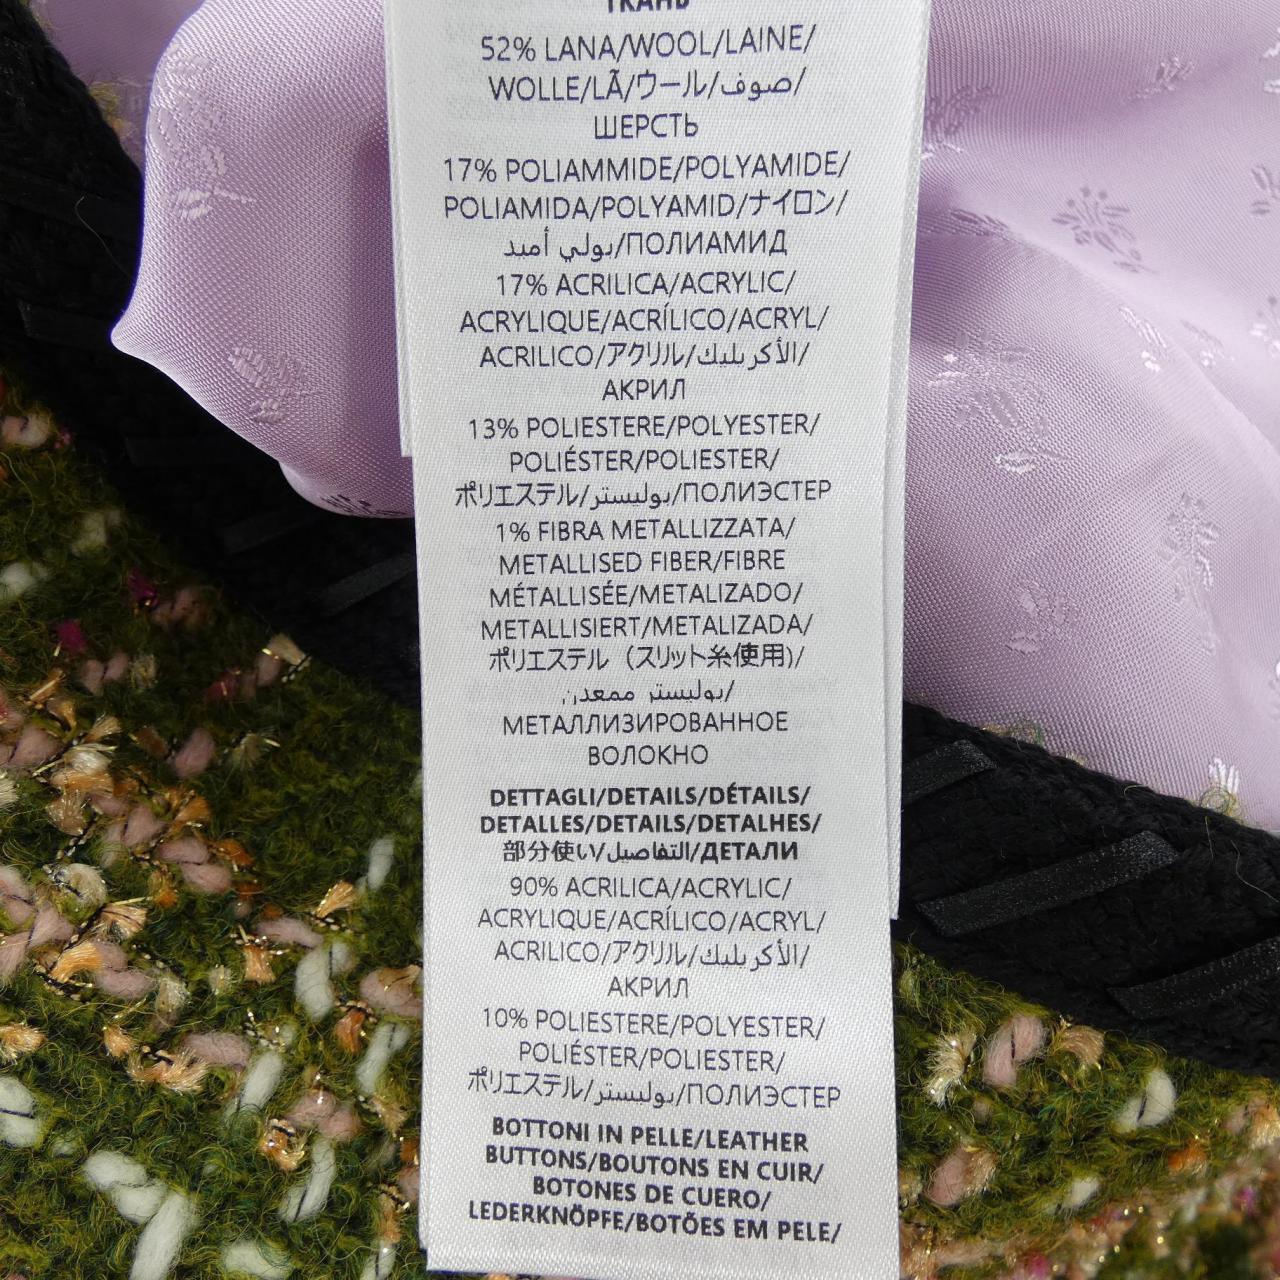 ТКАНЬ
52% LANA/WOOL/LAINE/
WOLLE/LÃ/ウール/صوف/
ШЕРСТЬ
17% POLIAMMIDE/POLYAMIDE/
POLIAMIDA/POLYAMID/ナイロン/
بولي أميد/ПОЛИАМИД
17% ACRILICA/ACRYLIC/
ACRYLIQUE/ACRÍLICO/ACRYL/
ACRILICO/アクリル/الأكريليك/
АКРИЛ
13% POLIESTERE/POLYESTER/
POLIÉSTER/POLIESTER/
ポリエステル/بوليستر/ПОЛИЭСТЕР
1% FIBRA METALLIZZATA/
METALLISED FIBER/FIBRE
MÉTALLISÉE/METALIZADO/
METALLISIERT/METALIZADA/
ポリエステル (スリット糸使用)/
بوليستر ممعدن/
МЕТАЛЛИЗИРОВАННОЕ
ВОЛОКНО
DETTAGLI/DETAILS/DÉTAILS/
DETALLES/DETAILS/DETALHES/
部分使い/التفاصيل/ДЕТАЛИ
90% ACRILICA/ACRYLIC/
ACRYLIQUE/ACRÍLICO/ACRYL/
ACRILICO/アクリル/الأكريليك/
АКРИЛ
10% POLIESTERE/POLYESTER/
POLIÉSTER/POLIESTER/
ポリエステル/بوليستر/ПОЛИЭСТЕР
BOTTONI IN PELLE/LEATHER
BUTTONS/BOUTONS EN CUIR/
BOTONES DE CUERO/
LEDERKNÖPFE/BOTÕES EM PELE/